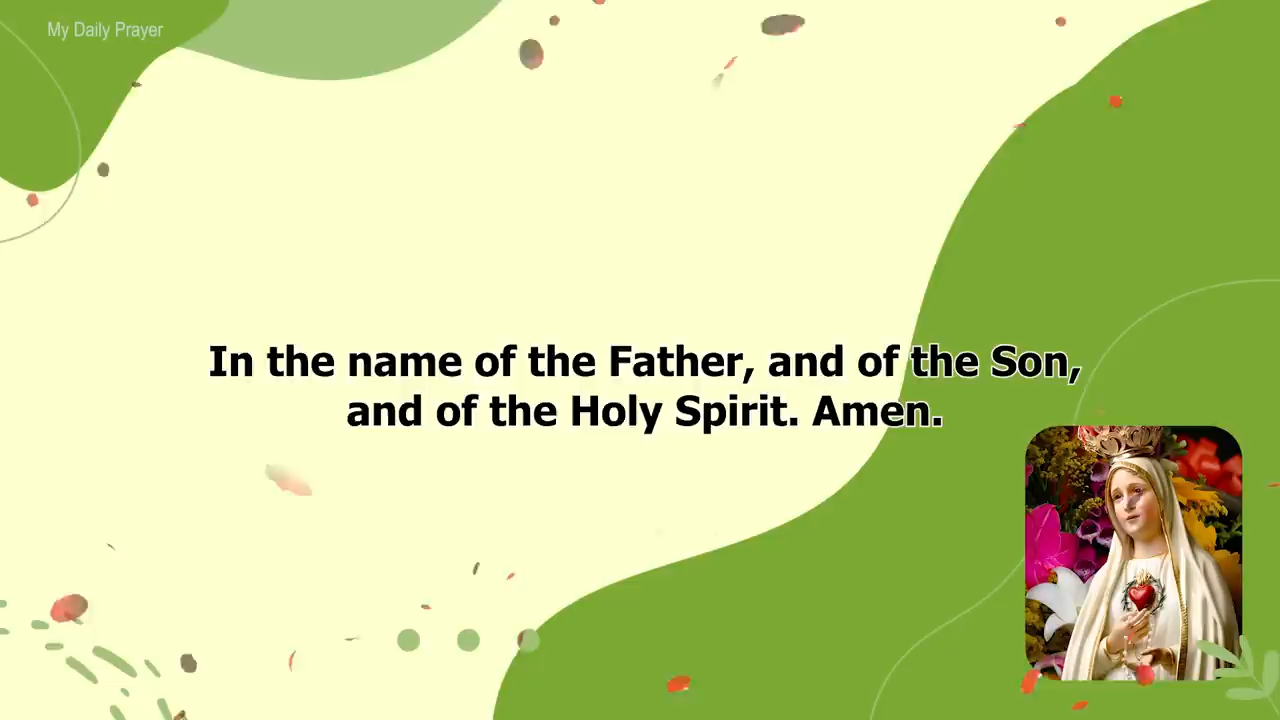 My Daily Prayer
In the name of the Father, and of the Son,
and of the Holy Spirit. Amen.